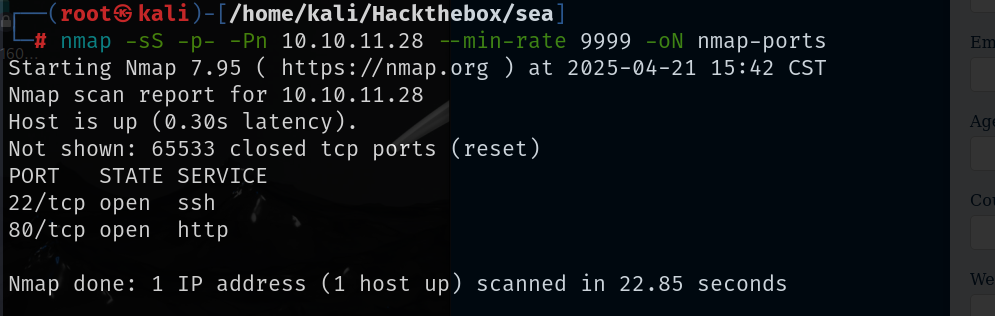 ┌──(root㉿kali)-[/home/kali/Hackthebox/sea]
└─# nmap -sS -p- -Pn 10.10.11.28 --min-rate 9999 -oN nmap-ports
Starting Nmap 7.95 ( https://nmap.org ) at 2025-04-21 15:42 CST
Nmap scan report for 10.10.11.28
Host is up (0.30s latency).
Not shown: 65533 closed tcp ports (reset)
PORT   STATE SERVICE
22/tcp open  ssh
80/tcp open  http
Nmap done: 1 IP address (1 host up) scanned in 22.85 seconds